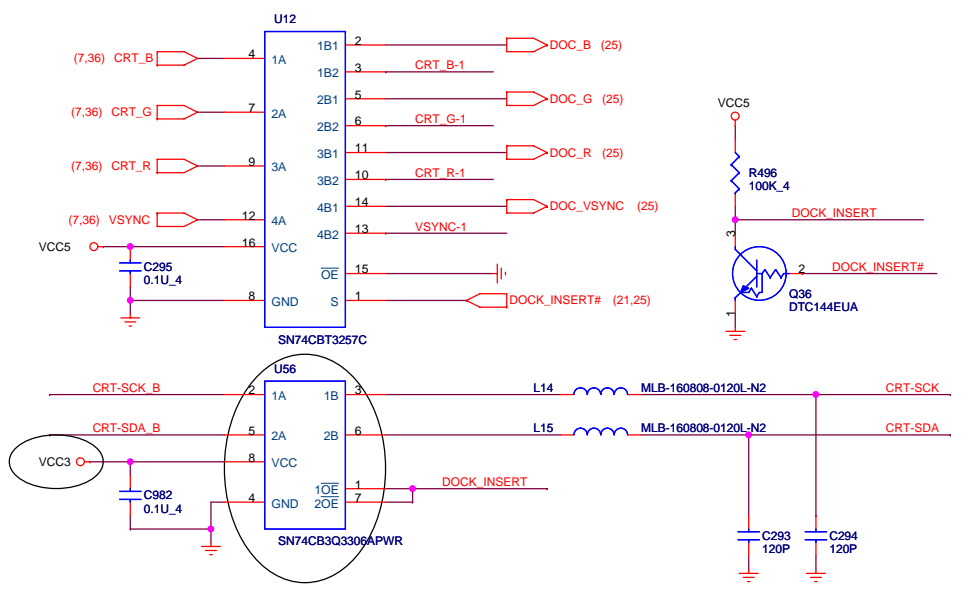 U12
(7,36) CRT_B 4 1A 1B1 2 DOC_B (25)
1B2 3 CRT_B-1
(7,36) CRT_G 7 2A 2B1 5 DOC_G (25)
2B2 6 CRT_G-1
(7,36) CRT_R 9 3A 3B1 11 DOC_R (25)
3B2 10 CRT_R-1
(7,36) VSYNC 12 4A 4B1 14 DOC_VSYNC (25)
4B2 13 VSYNC-1
VCC5 16 VCC
C295
0.1U_4
OE 15
8 GND S 1 DOCK_INSERT# (21,25)
SN74CBT3257C
VCC5
R496
100K_4
DOCK_INSERT
3
2 DOCK_INSERT#
Q36
DTC144EUA
1
U56
CRT-SCK_B 2 1A 1B 3 L14 MLB-160808-0120L-N2 CRT-SCK
CRT-SDA_B 5 2A 2B 6 L15 MLB-160808-0120L-N2 CRT-SDA
VCC3 8 VCC
C982
0.1U_4
1OE 1 DOCK_INSERT
4 GND 2OE 7
SN74CB3Q3306APWR
C293
120P
C294
120P